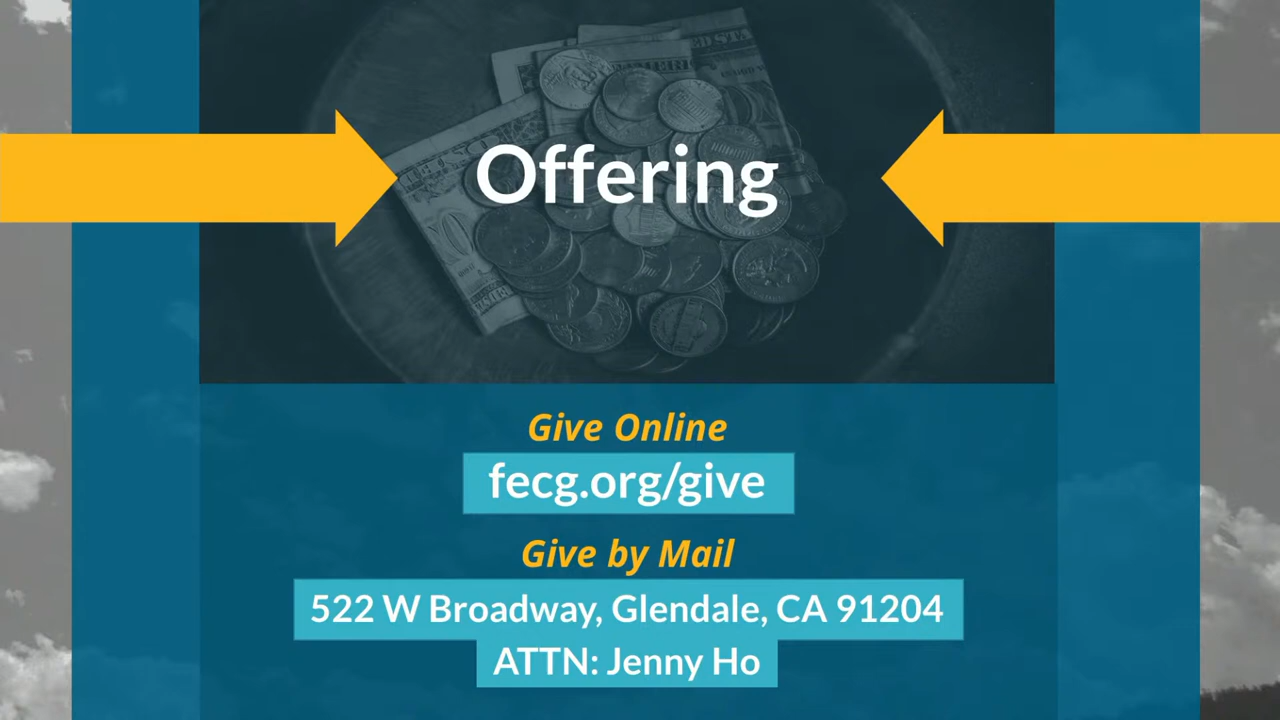 Offering
Give Online
fecg.org/give
Give by Mail
522 W Broadway, Glendale, CA 91204
ATTN: Jenny Ho